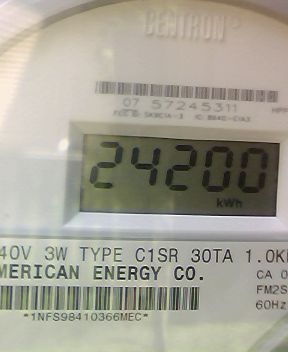 CENTRON®
07 57245311
24200
kWh
40V 3W TYPE C1SR 30TA 1.0K
MERICAN ENERGY CO.
CA 0
FM2S
60Hz
*1NFS98410366MEC*